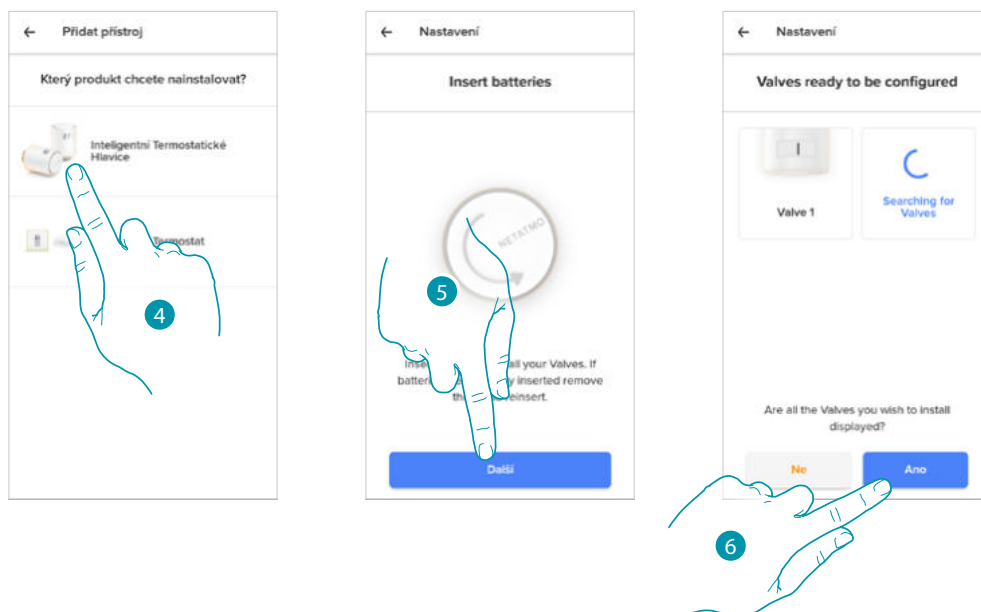 Přidat přístroj
Který produkt chcete nainstalovat?
Inteligentní Termostatické
Hlavice
Termostat
4
Nastavení
Insert batteries
NETATMO
5
all your Valves. If
inserted remove
reinsert.
Další
Nastavení
Valves ready to be configured
Valve 1
Searching for
Valves
Are all the Valves you wish to install
displayed?
Ne
Ano
6